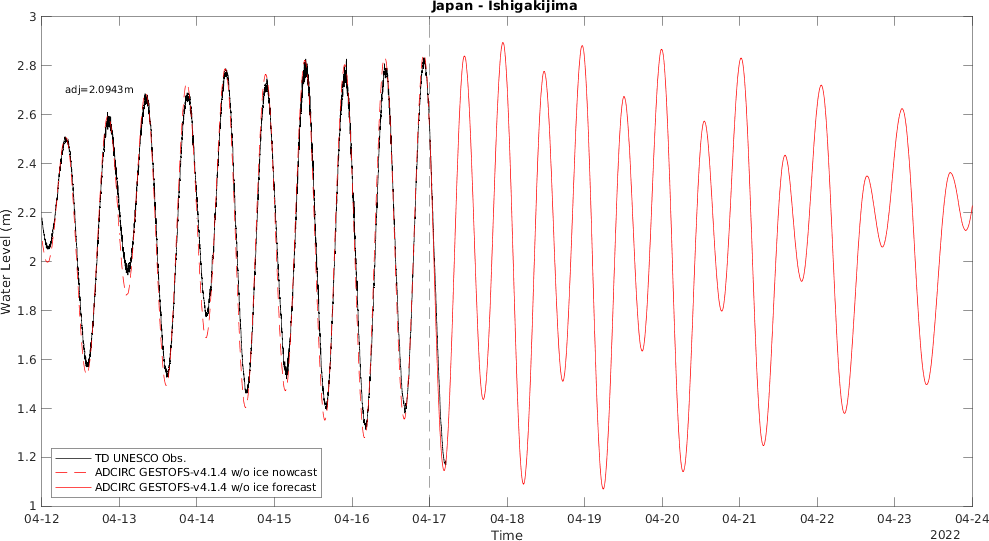 Japan - Ishigakijima
3
2.8
2.6
2.4
2.2
2
1.8
1.6
1.4
1.2
1
adj=2.0943m
Water Level (m)
TD UNESCO Obs.
ADCIRC GESTOFS-v4.1.4 w/o ice nowcast
ADCIRC GESTOFS-v4.1.4 w/o ice forecast
04-12 04-13 04-14 04-15 04-16 04-17 04-18 04-19 04-20 04-21 04-22 04-23 04-24
Time
2022